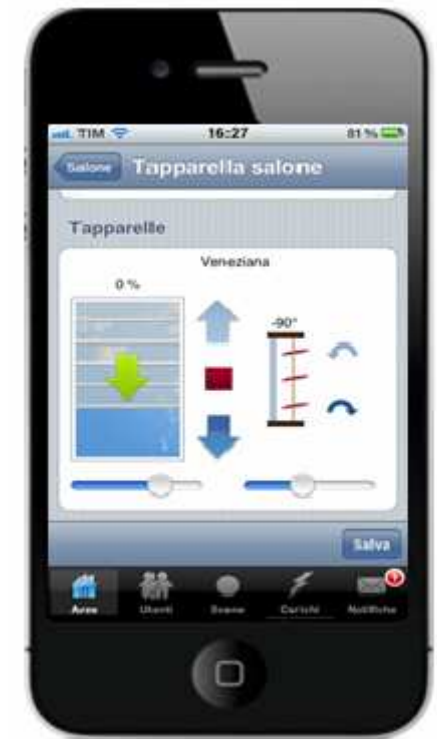 TIM 16:27 81 %
Salone Tapparella salone
Tapparelle
Veneziana
0 %
-90°
Salva
Aree Utenti Scene Carichi Notifiche